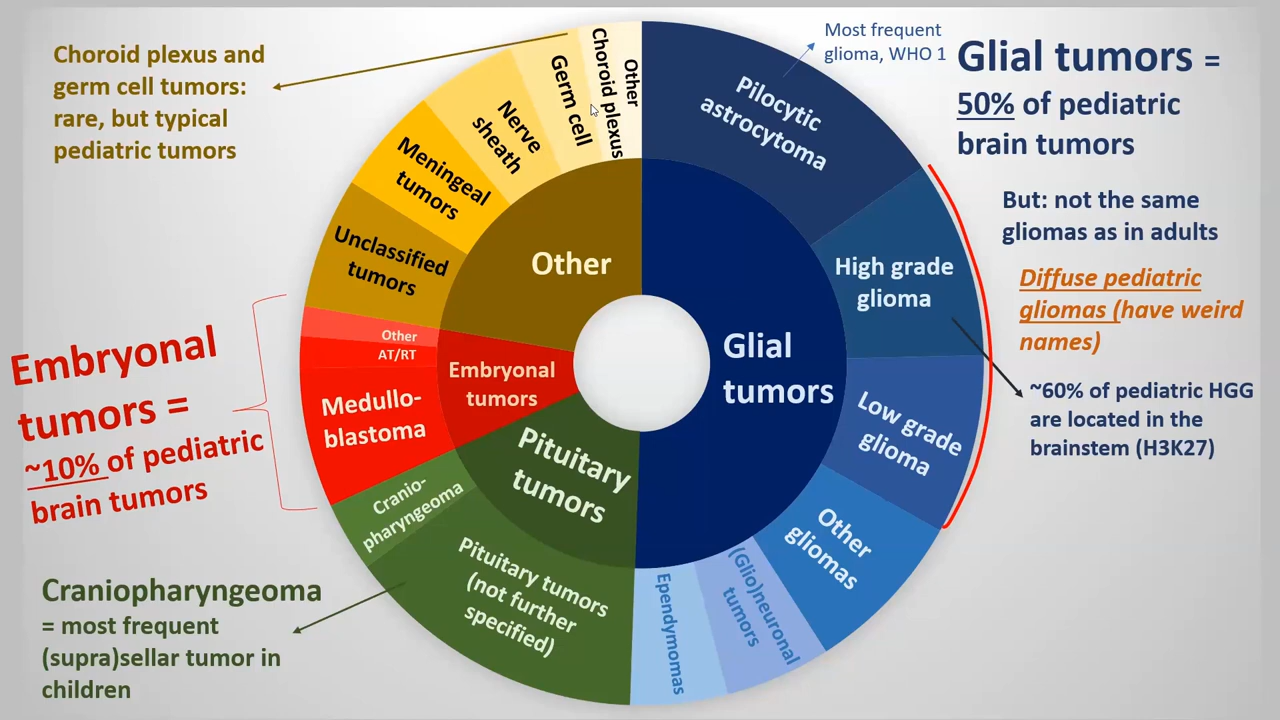 Choroid plexus and
germ cell tumors:
rare, but typical
pediatric tumors
Most frequent
glioma, WHO 1
Glial tumors =
50% of pediatric
brain tumors
But: not the same
gliomas as in adults
Diffuse pediatric
gliomas (have weird
names)
~60% of pediatric HGG
are located in the
brainstem (H3K27)
Embryonal
tumors =
~10% of pediatric
brain tumors
Craniopharyngeoma
= most frequent
(supra)sellar tumor in
children
Pilocytic
astrocytoma
High grade
glioma
Low grade
glioma
Other
gliomas
(Glio)neuronal
tumors
Ependymomas
Pituitary tumors
(not further
specified)
Cranio-
pharyngeoma
Medullo-
blastoma
AT/RT
Other
Unclassified
tumors
Meningeal
tumors
Nerve
sheath
Germ cell
Choroid plexus
Other
Other
Glial
tumors
Embryonal
tumors
Pituitary
tumors